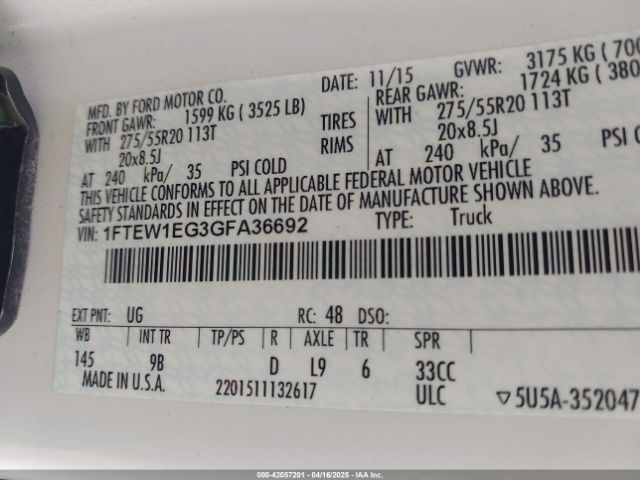 MFD. BY FORD MOTOR CO.
DATE: 11/15
GVWR: 3175 KG ( 700
FRONT GAWR: 1599 KG ( 3525 LB)
REAR GAWR: 1724 KG ( 380
WITH 275/55R20 113T
TIRES
WITH 275/55R20 113T
20x8.5J
RIMS
20x8.5J
AT 240 kPa/ 35 PSI COLD
AT 240 kPa/ 35 PSI CO
THIS VEHICLE CONFORMS TO ALL APPLICABLE FEDERAL MOTOR VEHICLE
SAFETY STANDARDS IN EFFECT ON THE DATE OF MANUFACTURE SHOWN ABOVE.
VIN: 1FTEW1EG3GFA36692
TYPE: Truck
EXT PNT: UG
RC: 48 DSO:
WB INT TR TP/PS R AXLE TR SPR
145 9B D L9 6 33CC
MADE IN U.S.A.
2201511132617
ULC
5U5A-352047
000-42057201 - 04/16/2025 - IAA Inc.